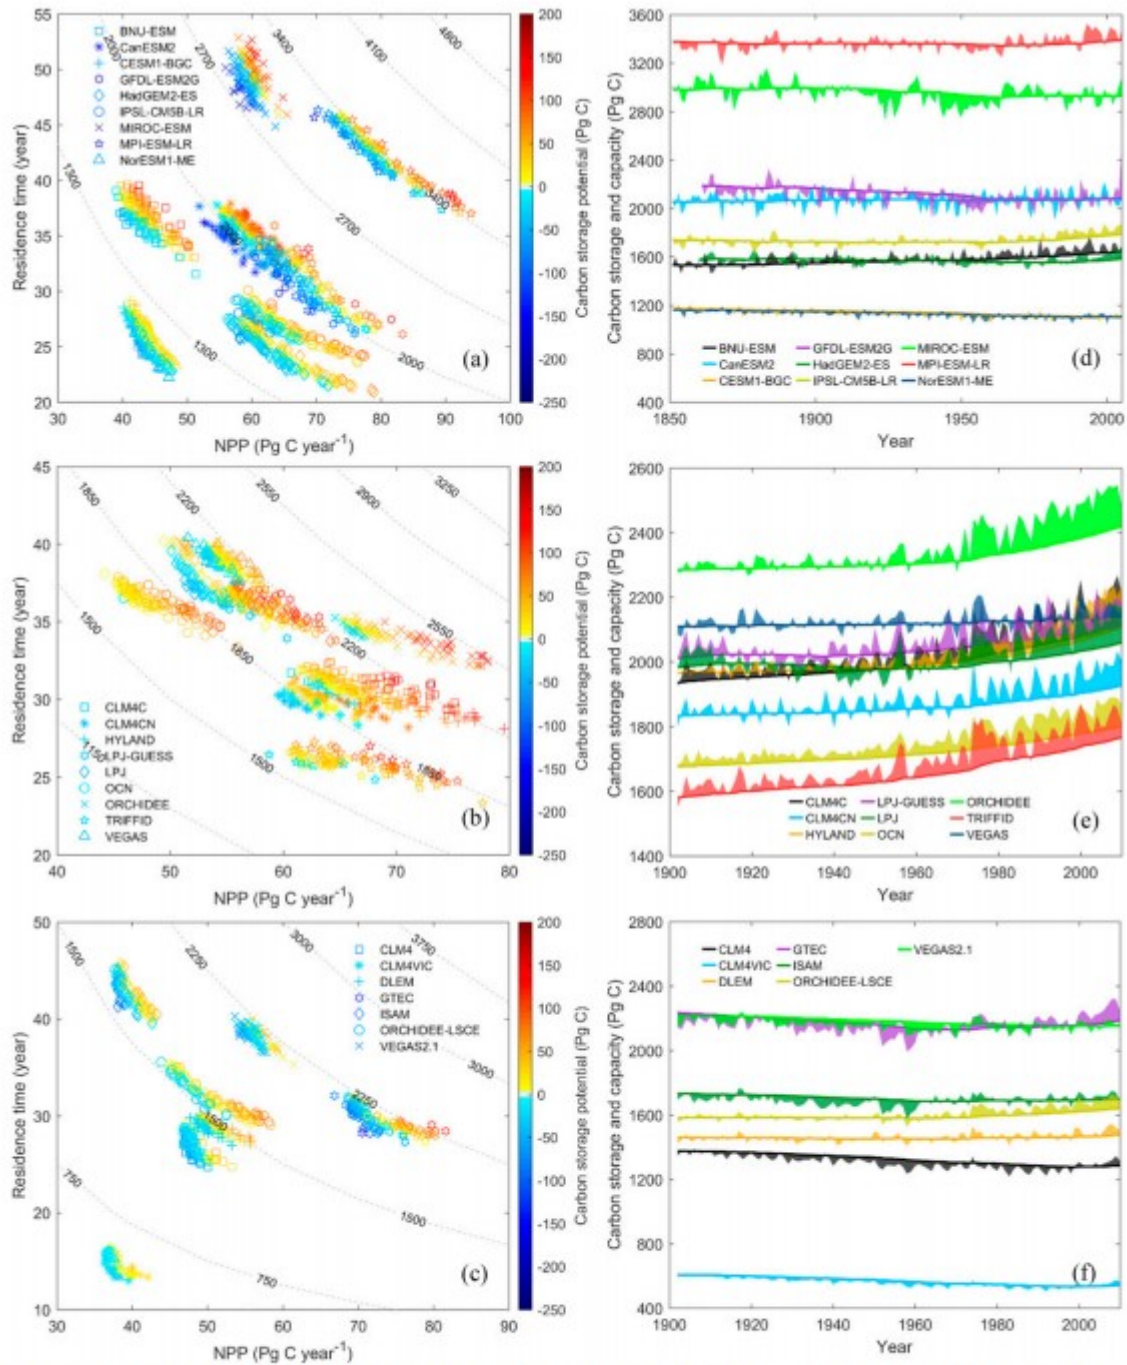 55
50
45
40
35
30
25
20
30
40
50
60
70
80
90
100
Residence time (year)
NPP (Pg C year-1)
BNU-ESM
CanESM2
CESM1-BGC
GFDL-ESM2G
HadGEM2-ES
IPSL-CM5B-LR
MIROC-ESM
MPI-ESM-LR
NorESM1-ME
2000
2700
3400
4100
4800
1300
2700
3400
1300
2000
(a)
200
150
100
50
0
-50
-100
-150
-200
-250
Carbon storage potential (Pg C)
3600
3200
2800
2400
2000
1600
1200
800
400
1850
1900
1950
2000
Carbon storage and capacity (Pg C)
Year
BNU-ESM
GFDL-ESM2G
MIROC-ESM
CanESM2
HadGEM2-ES
MPI-ESM-LR
CESM1-BGC
IPSL-CM5B-LR
NorESM1-ME
(d)
45
40
35
30
25
20
40
50
60
70
80
Residence time (year)
NPP (Pg C year-1)
1850
2200
2550
2900
3250
1500
1850
2200
2550
1150
1500
1850
CLM4C
CLM4CN
HYLAND
LPJ-GUESS
LPJ
OCN
ORCHIDEE
TRIFFID
VEGAS
(b)
200
150
100
50
0
-50
-100
-150
-200
-250
Carbon storage potential (Pg C)
2600
2400
2200
2000
1800
1600
1400
1900
1920
1940
1960
1980
2000
Carbon storage and capacity (Pg C)
Year
CLM4C
LPJ-GUESS
ORCHIDEE
CLM4CN
LPJ
TRIFFID
HYLAND
OCN
VEGAS
(e)
50
40
30
20
10
30
40
50
60
70
80
90
Residence time (year)
NPP (Pg C year-1)
1500
2250
3000
3750
3000
2250
1500
750
1500
750
CLM4
CLM4VIC
DLEM
GTEC
ISAM
ORCHIDEE-LSCE
VEGAS2.1
(c)
200
150
100
50
0
-50
-100
-150
-200
-250
Carbon storage potential (Pg C)
2800
2400
2000
1600
1200
800
400
1900
1920
1940
1960
1980
2000
Carbon storage and capacity (Pg C)
Year
CLM4
GTEC
VEGAS2.1
CLM4VIC
ISAM
DLEM
ORCHIDEE-LSCE
(f)